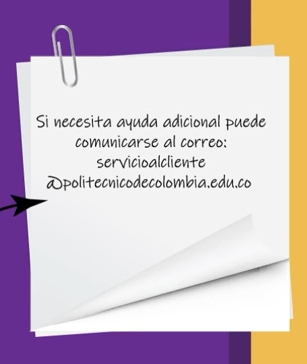 Si necesita ayuda adicional puede
comunicarse al correo:
servicioalcliente
@politecnicodecolombia.edu.co